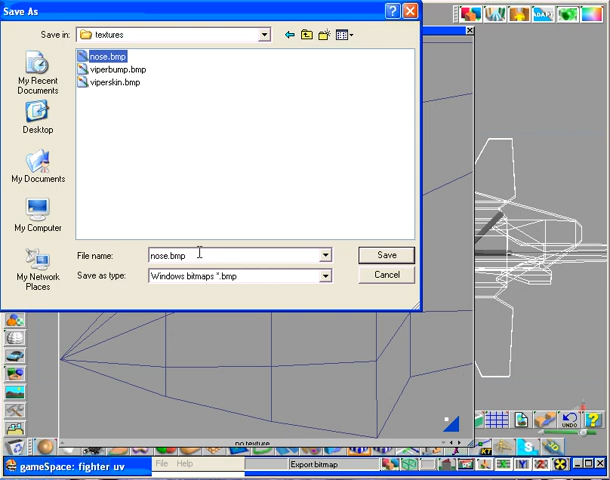 Save As
Save in:
textures
nose.bmp
viperbump.bmp
viperskin.bmp
My Recent
Documents
Desktop
My Documents
My Computer
My Network
Places
File name:
nose.bmp
Save
Save as type:
Windows bitmaps *.bmp
Cancel
UNDO
no texture
KT
gameSpace: fighter uv
File Help
Export bitmap